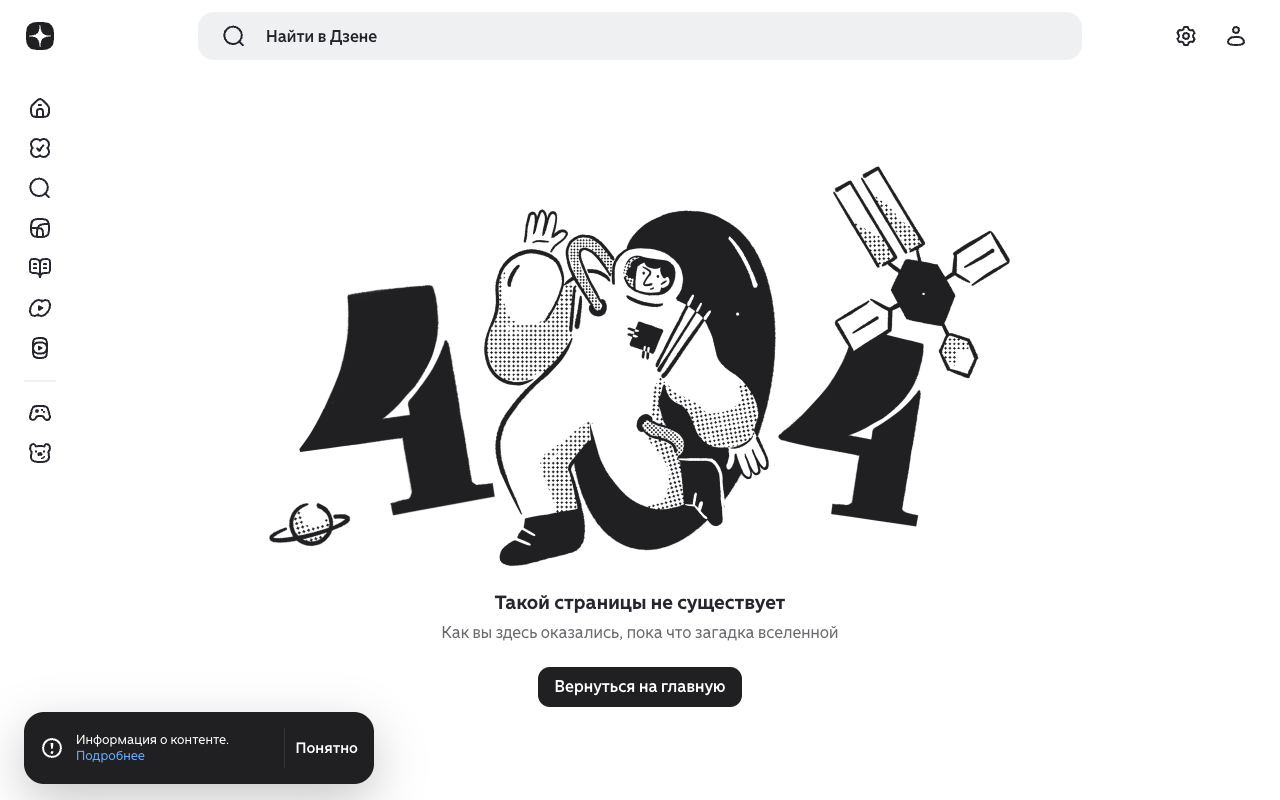 Найти в Дзене
404
Такой страницы не существует
Как вы здесь оказались, пока что загадка вселенной
Вернуться на главную
Информация о контенте.
Подробнее
Понятно